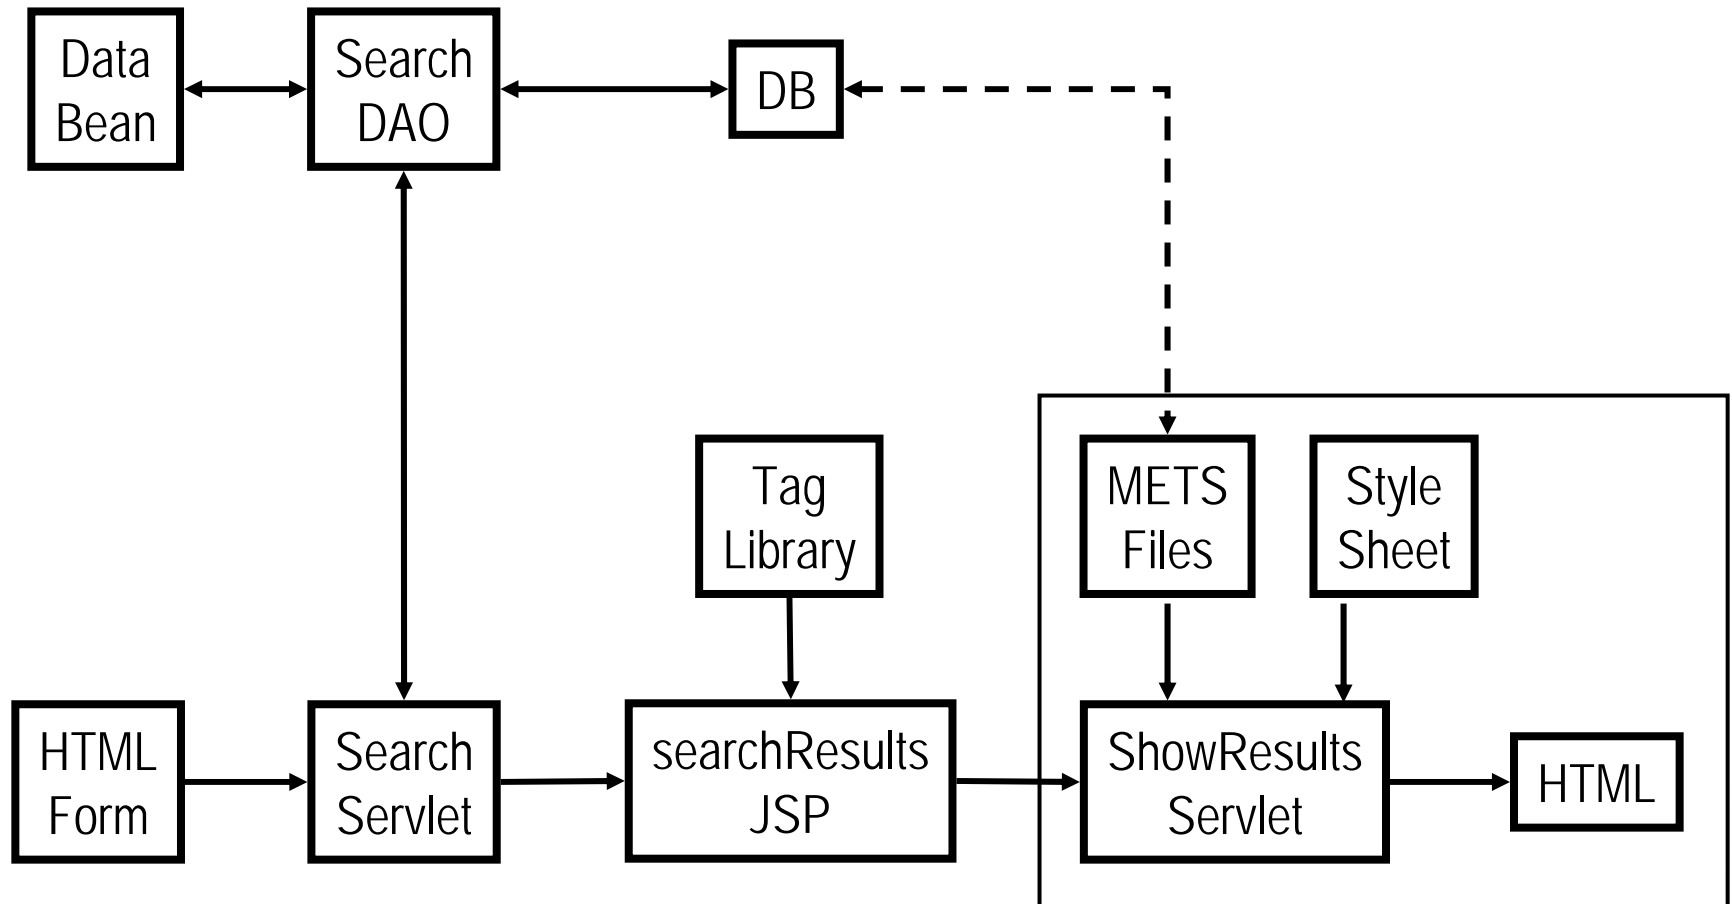 Data
Bean
Search
DAO
DB
Tag
Library
METS
Files
Style
Sheet
HTML
Form
Search
Servlet
searchResults
JSP
ShowResults
Servlet
HTML